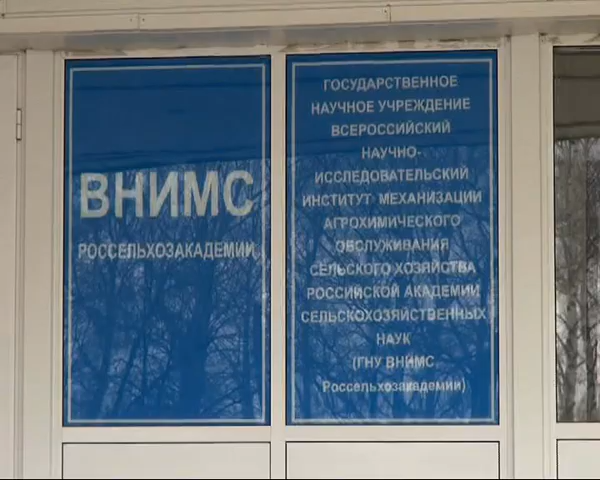 ВНИМС
РОССЕЛЬХОЗАКАДЕМИИ
ГОСУДАРСТВЕННОЕ
НАУЧНОЕ УЧРЕЖДЕНИЕ
ВСЕРОССИЙСКИЙ
НАУЧНО-
ИССЛЕДОВАТЕЛЬСКИЙ
ИНСТИТУТ МЕХАНИЗАЦИИ
АГРОХИМИЧЕСКОГО
ОБСЛУЖИВАНИЯ
СЕЛЬСКОГО ХОЗЯЙСТВА
РОССИЙСКОЙ АКАДЕМИИ
СЕЛЬСКОХОЗЯЙСТВЕННЫХ
НАУК
(ГНУ ВНИМС
Россельхозакадемии)